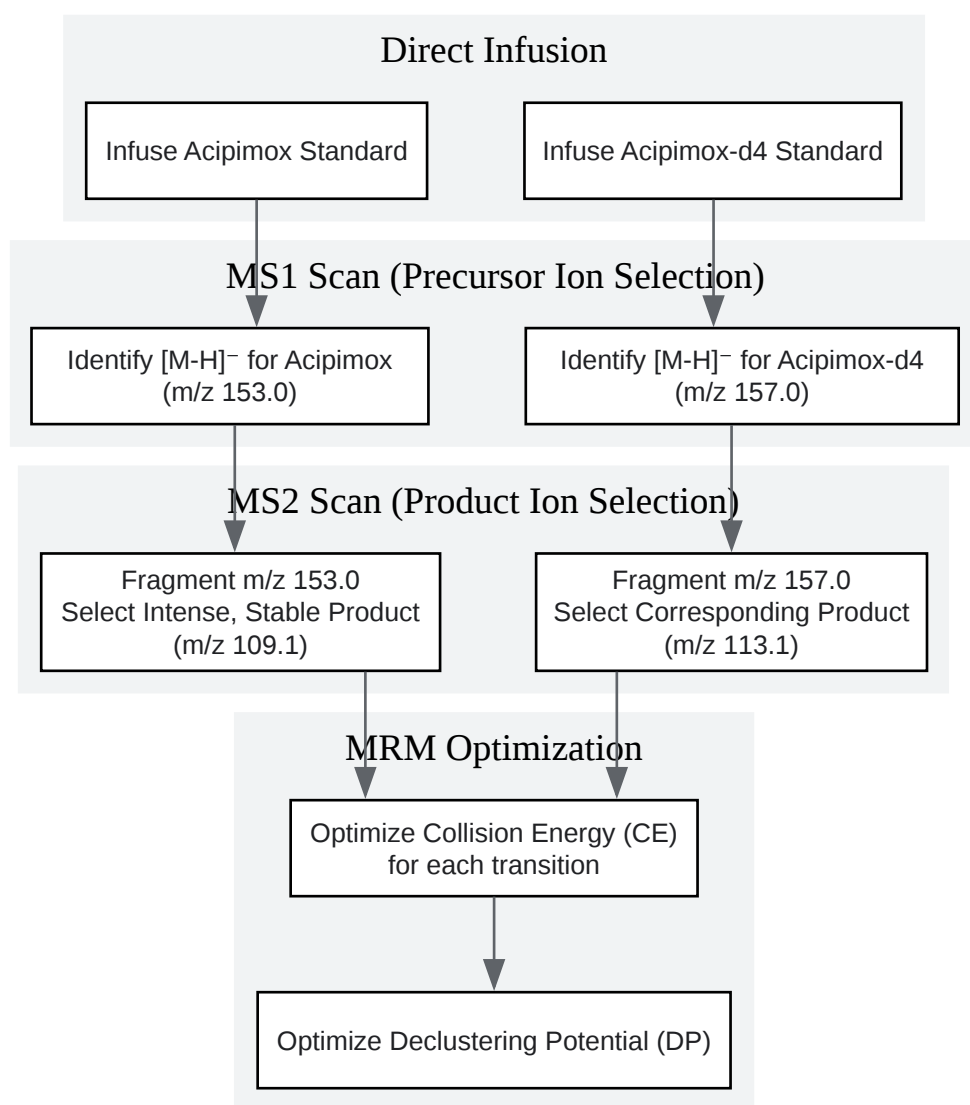 Direct Infusion
Infuse Acipimox Standard
Infuse Acipimox-d4 Standard
MS1 Scan (Precursor Ion Selection)
Identify [M-H]⁻ for Acipimox
(m/z 153.0)
Identify [M-H]⁻ for Acipimox-d4
(m/z 157.0)
MS2 Scan (Product Ion Selection)
Fragment m/z 153.0
Select Intense, Stable Product
(m/z 109.1)
Fragment m/z 157.0
Select Corresponding Product
(m/z 113.1)
MRM Optimization
Optimize Collision Energy (CE)
for each transition
Optimize Declustering Potential (DP)